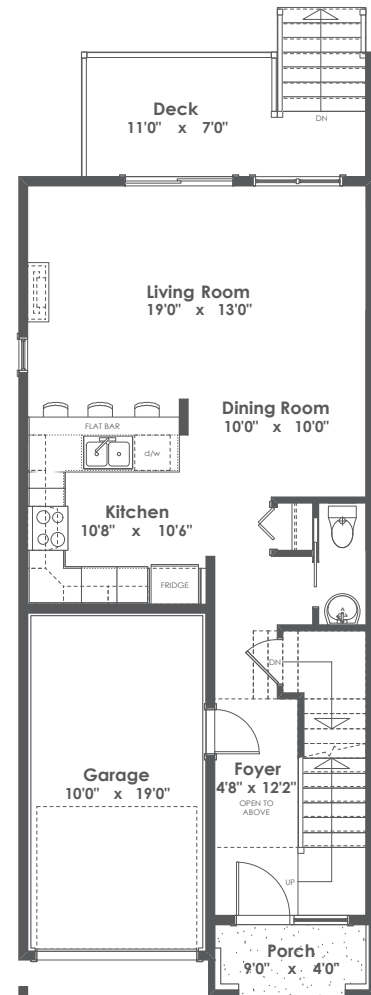 Deck
11'0" x 7'0"
DN
Living Room
19'0" x 13'0"
Dining Room
10'0" x 10'0"
FLAT BAR
d/w
Kitchen
10'8" x 10'6"
FRIDGE
DN
Garage
10'0" x 19'0"
Foyer
4'8" x 12'2"
OPEN TO
ABOVE
UP
Porch
9'0" x 4'0"